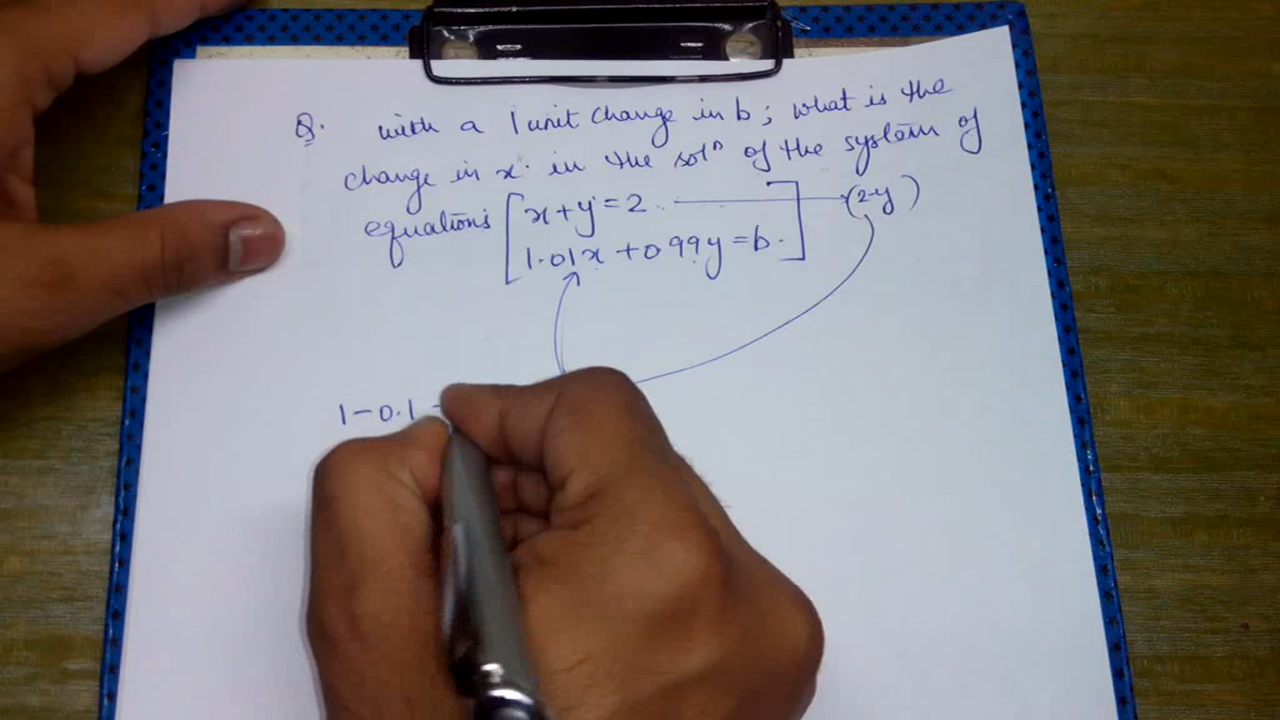 Q. with a 1 unit change in b; what is the
change in x. in the solⁿ of the system of
equations [x+y=2 (2-y)
1.01x+0.99y=b.]
1-0.1 -